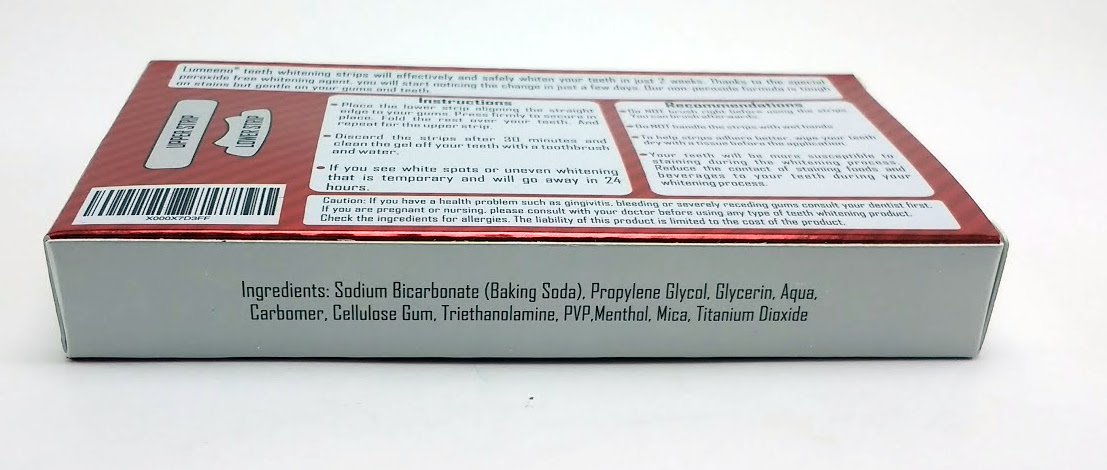 Lumeeno® teeth whitening strips will effectively and safely whiten your teeth in just 2 weeks. Thanks to the special
peroxide free whitening agent, you will start noticing the change in just a few days. Our non-peroxide formula is tough
on stains but gentle on your gums and teeth.
UPPER STRIP
LOWER STRIP
X000X7D3FF
Instructions
• Place the lower strip aligning the straight
edge to your gums. Press firmly to secure in
place. Fold the rest over your teeth. And
repeat for the upper strip.
• Discard the strips after 30 minutes and
clean the gel off your teeth with a toothbrush
and water.
• If you see white spots or uneven whitening
that is temporary and will go away in 24
hours.
Recommendations
• Do NOT brush right before using the strips.
You can brush afterwards.
• Do NOT handle the strips with wet hands
• To help strips adhere better wipe your teeth
dry with a tissue before the application.
• Your teeth will be more susceptible to
staining during the whitening process.
Reduce the contact of staining foods and
beverages to your teeth during your
whitening process.
Caution: If you have a health problem such as gingivitis, bleeding or severely receding gums consult your dentist first.
If you are pregnant or nursing, please consult with your doctor before using any type of teeth whitening product.
Check the ingredients for allergies. The liability of this product is limited to the cost of the product.
Ingredients: Sodium Bicarbonate (Baking Soda), Propylene Glycol, Glycerin, Aqua,
Carbomer, Cellulose Gum, Triethanolamine, PVP,Menthol, Mica, Titanium Dioxide